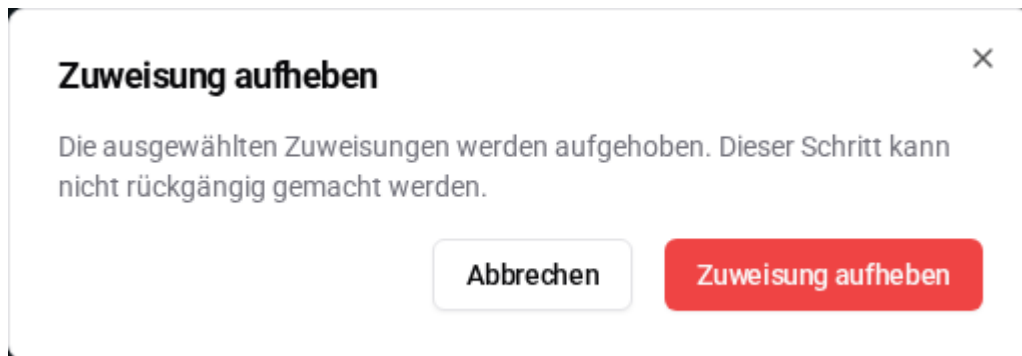 Zuweisung aufheben
Die ausgewählten Zuweisungen werden aufgehoben. Dieser Schritt kann
nicht rückgängig gemacht werden.
Abbrechen
Zuweisung aufheben